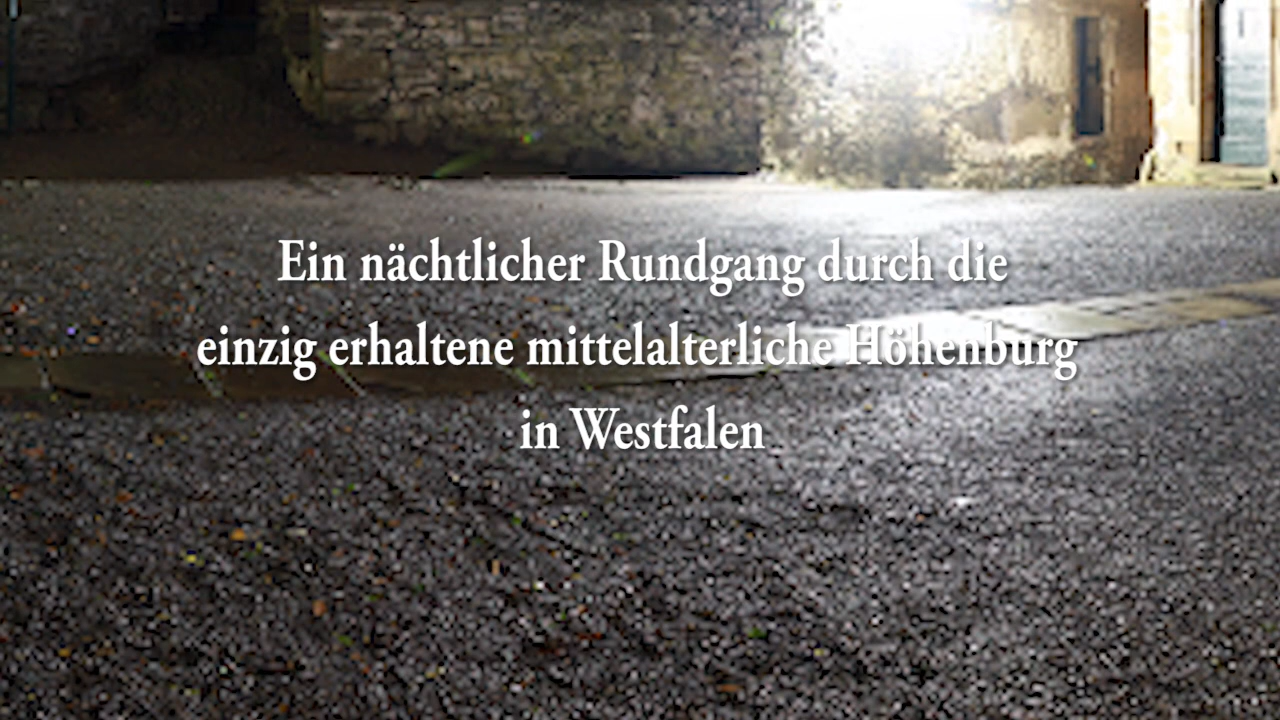 Ein nächtlicher Rundgang durch die
einzig erhaltene mittelalterliche Höhenburg
in Westfalen